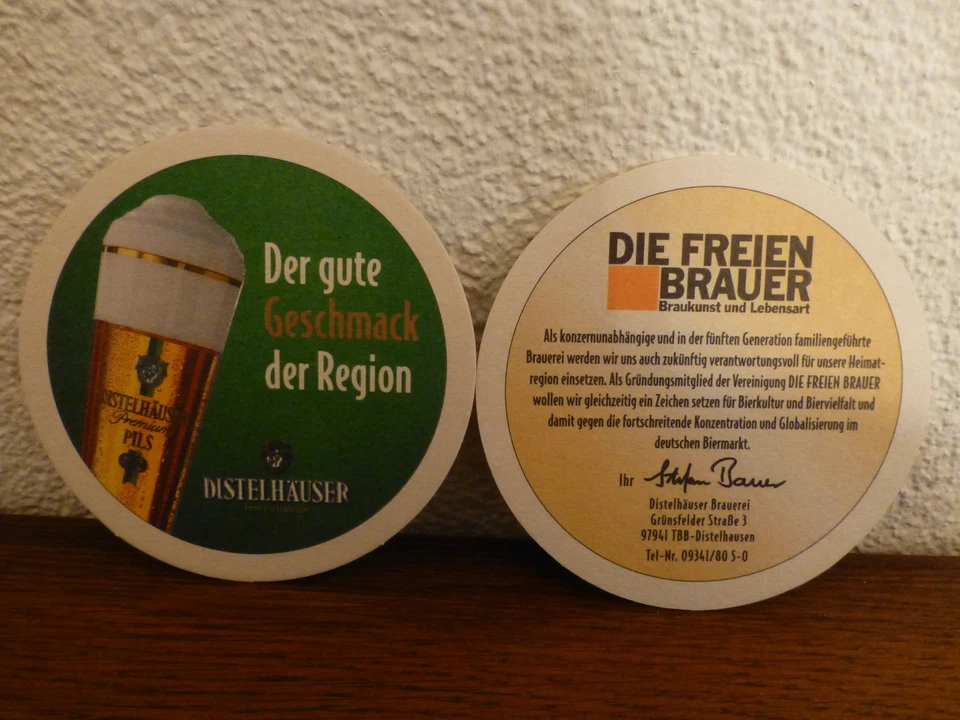 Der gute
Geschmack
der Region
DISTELHÄUS
Premium
PILS
DISTELHÄUSER
DIE FREIEN
BRAUER
Braukunst und Lebensart
Als konzernunabhängige und in der fünften Generation familiengeführte
Brauerei werden wir uns auch zukünftig verantwortungsvoll für unsere Heimat-
region einsetzen. Als Gründungsmitglied der Vereinigung DIE FREIEN BRAUER
wollen wir gleichzeitig ein Zeichen setzen für Bierkultur und Biervielfalt und
damit gegen die fortschreitende Konzentration und Globalisierung im
deutschen Biermarkt.
Ihr Stefan Bauer
Distelhäuser Brauerei
Grünsfelder Straße 3
97941 TBB-Distelhausen
Tel-Nr. 09341/80 5-0